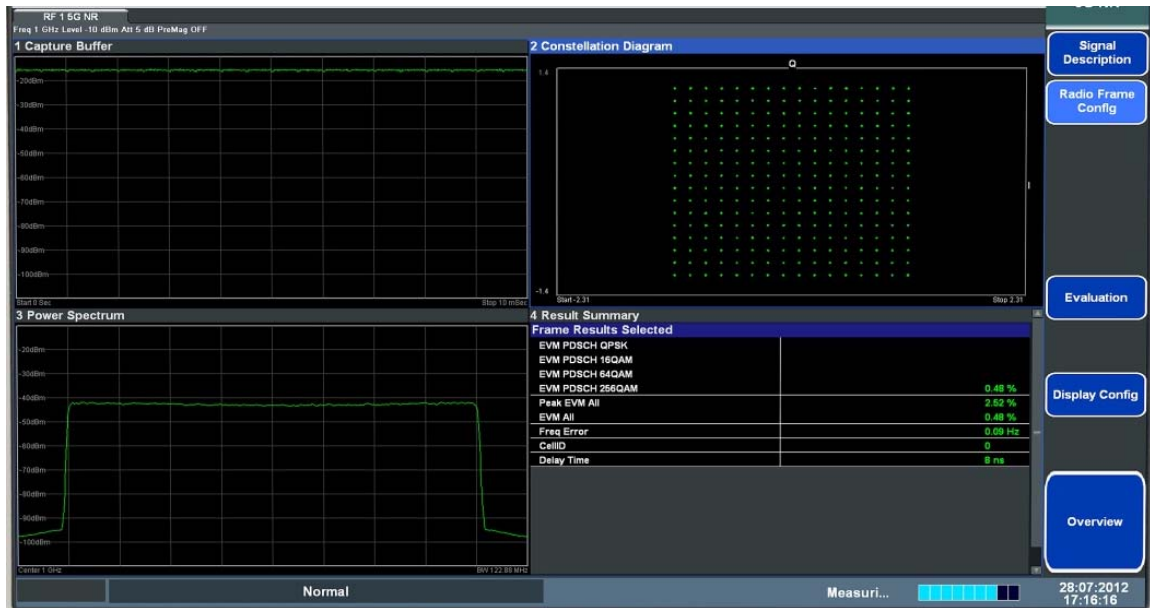 RF 1 5G NR
Freq 1 GHz Level -10 dBm Att 5 dB PreMag OFF
1 Capture Buffer
-20dBm
-30dBm
-40dBm
-50dBm
-60dBm
-70dBm
-80dBm
-90dBm
-100dBm
Start 0 Sec Stop 10 mSec
2 Constellation Diagram
Q
1.4
I
-1.4
Start -2.31 Stop 2.31
3 Power Spectrum
-20dBm
-30dBm
-40dBm
-50dBm
-60dBm
-70dBm
-80dBm
-90dBm
-100dBm
Center 1 GHz BW 122.88 MHz
4 Result Summary
Frame Results Selected
EVM PDSCH QPSK
EVM PDSCH 16QAM
EVM PDSCH 64QAM
EVM PDSCH 256QAM 0.48 %
Peak EVM All 2.52 %
EVM All 0.48 %
Freq Error 0.09 Hz
CellID 0
Delay Time 8 ns
Signal
Description
Radio Frame
Config
Evaluation
Display Config
Overview
Normal
Measuri...
28:07:2012
17:16:16